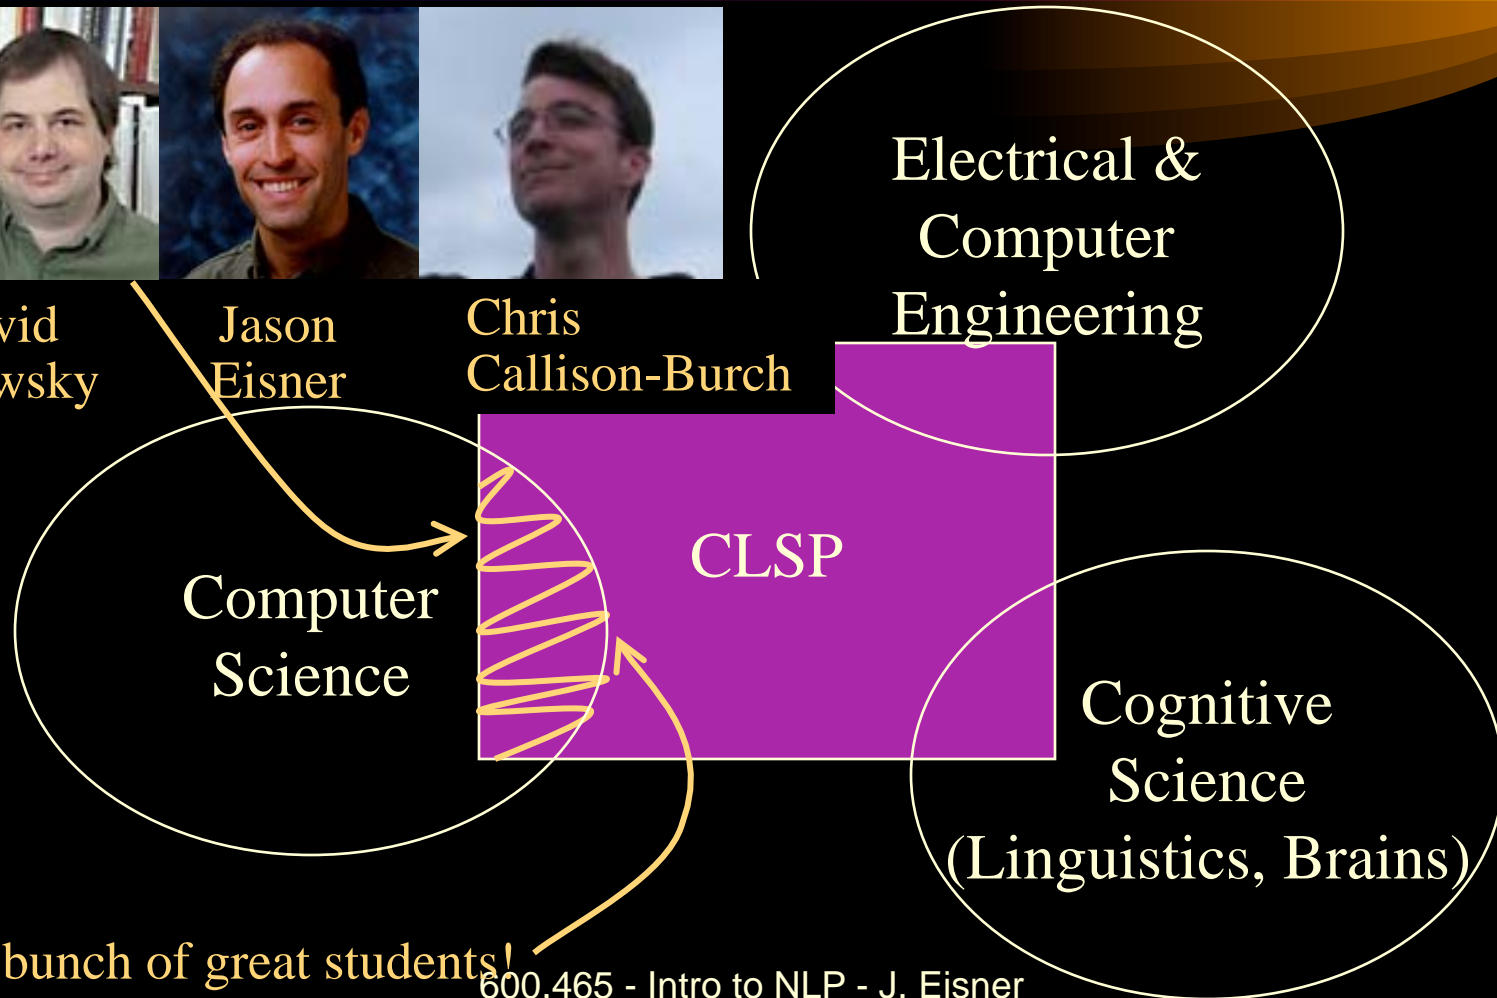 vid
wsky
Jason
Eisner
Chris
Callison-Burch
Electrical &
Computer
Engineering
CLSP
Computer
Science
Cognitive
Science
(Linguistics, Brains)
bunch of great students!
600.465 - Intro to NLP - J. Eisner